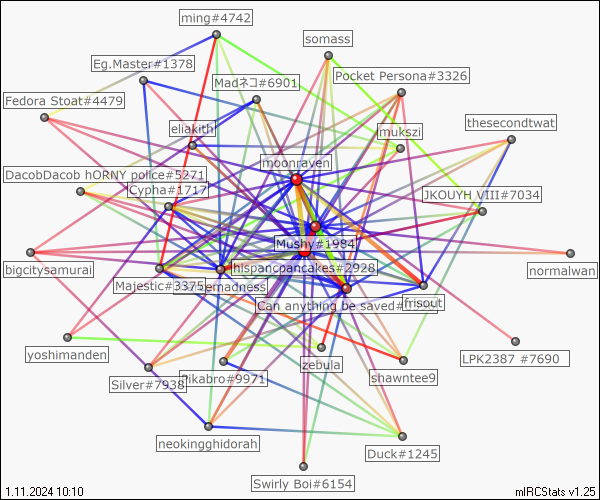 ming#4742
somass
Eg.Master#1378
Pocket Persona#3326
Madネコ#6901
Fedora Stoat#4479
thesecondtwat
eliakith
mukszi
moonraven
DacobDacob hORNY police#5271
Cypha#1717
JKOUYH VIII#7034
Mushy#1984
bigcitysamurai
hispancpancakes#2928
normalwan
Majestic#3375
emadness
Can anything be saved#
frisout
yoshimanden
zebula
LPK2387 #7690
Silver#7938
Pikabro#9971
shawntee9
neokingghidorah
Duck#1245
Swirly Boi#6154
1.11.2024 10:10
mIRCStats v1.25